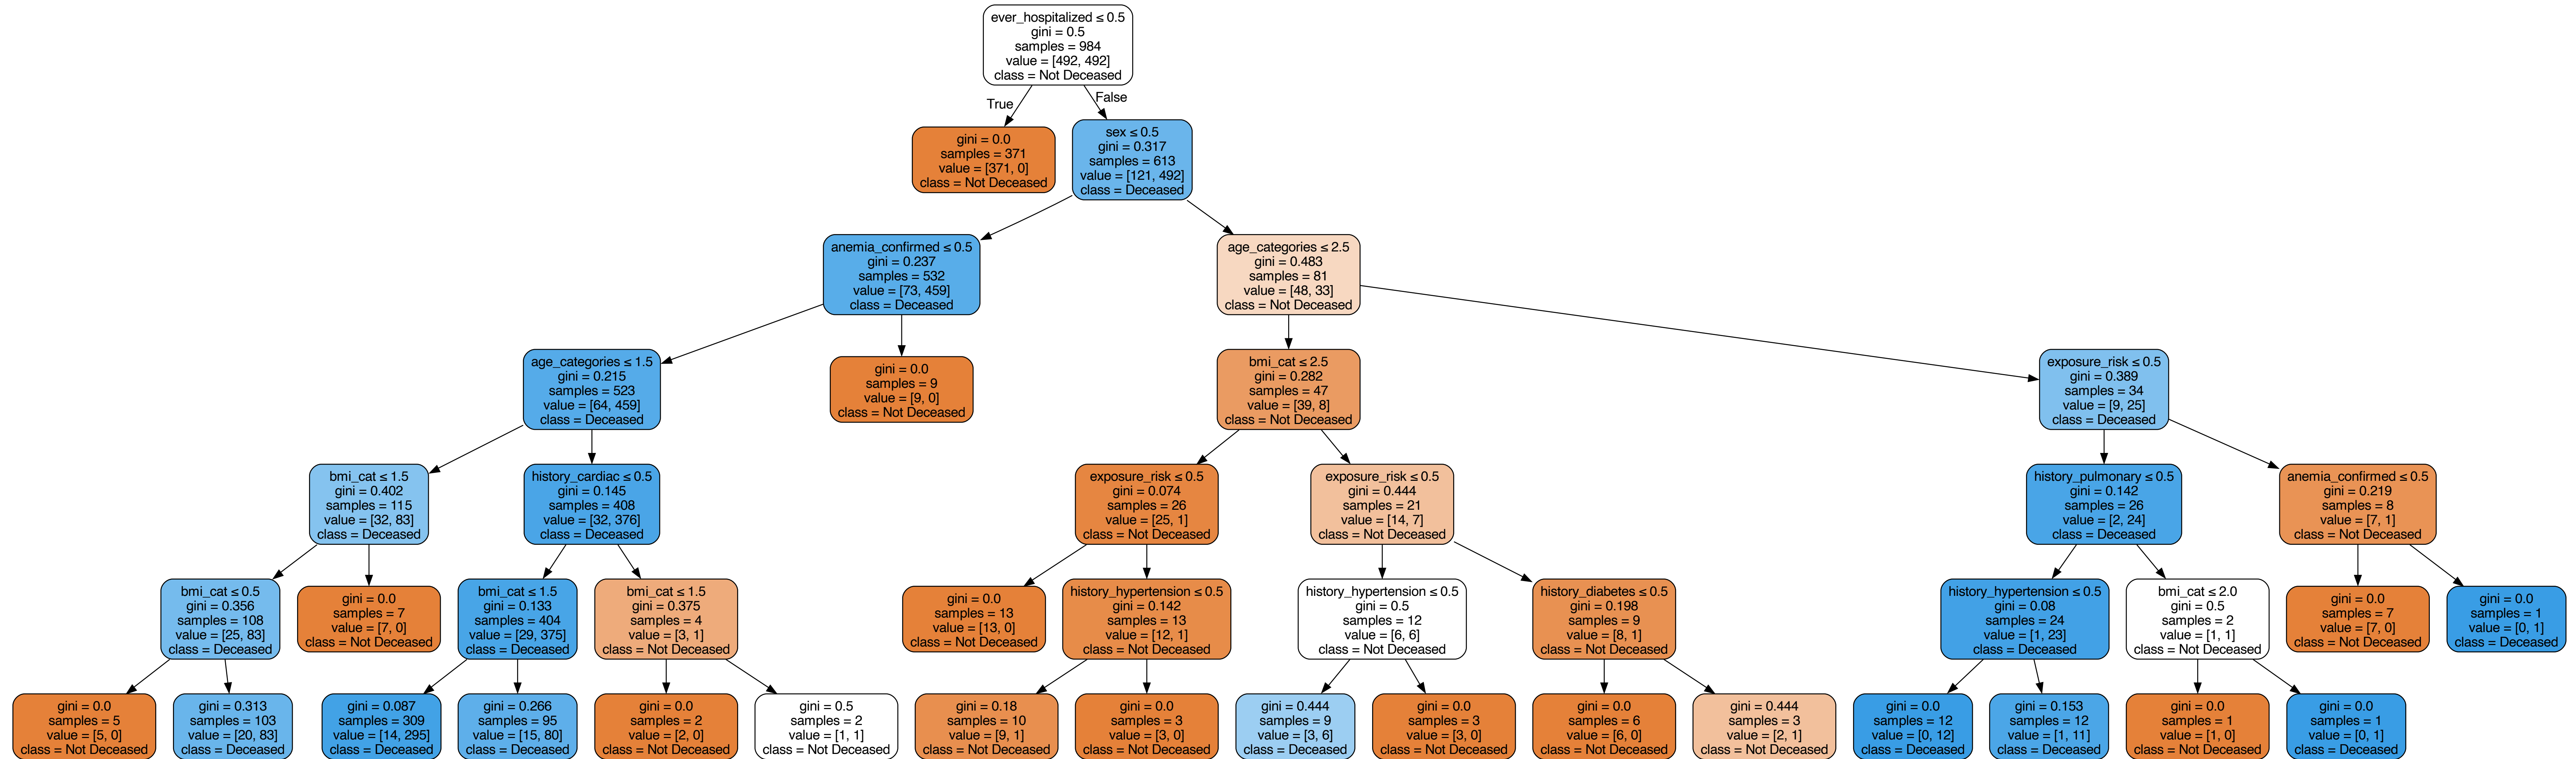 ever_hospitalized ≤ 0.5
gini = 0.5
samples = 984
value = [492, 492]
class = Not Deceased
True
False
gini = 0.0
samples = 371
value = [371, 0]
class = Not Deceased
sex ≤ 0.5
gini = 0.317
samples = 613
value = [121, 492]
class = Deceased
anemia_confirmed ≤ 0.5
gini = 0.237
samples = 532
value = [73, 459]
class = Deceased
age_categories ≤ 2.5
gini = 0.483
samples = 81
value = [48, 33]
class = Not Deceased
age_categories ≤ 1.5
gini = 0.215
samples = 523
value = [64, 459]
class = Deceased
gini = 0.0
samples = 9
value = [9, 0]
class = Not Deceased
bmi_cat ≤ 2.5
gini = 0.282
samples = 47
value = [39, 8]
class = Not Deceased
exposure_risk ≤ 0.5
gini = 0.389
samples = 34
value = [9, 25]
class = Deceased
bmi_cat ≤ 1.5
gini = 0.402
samples = 115
value = [32, 83]
class = Deceased
history_cardiac ≤ 0.5
gini = 0.145
samples = 408
value = [32, 376]
class = Deceased
exposure_risk ≤ 0.5
gini = 0.074
samples = 26
value = [25, 1]
class = Not Deceased
exposure_risk ≤ 0.5
gini = 0.444
samples = 21
value = [14, 7]
class = Not Deceased
history_pulmonary ≤ 0.5
gini = 0.142
samples = 26
value = [2, 24]
class = Deceased
anemia_confirmed ≤ 0.5
gini = 0.219
samples = 8
value = [7, 1]
class = Not Deceased
bmi_cat ≤ 0.5
gini = 0.356
samples = 108
value = [25, 83]
class = Deceased
gini = 0.0
samples = 7
value = [7, 0]
class = Not Deceased
bmi_cat ≤ 1.5
gini = 0.133
samples = 404
value = [29, 375]
class = Deceased
bmi_cat ≤ 1.5
gini = 0.375
samples = 4
value = [3, 1]
class = Not Deceased
gini = 0.0
samples = 13
value = [13, 0]
class = Not Deceased
history_hypertension ≤ 0.5
gini = 0.142
samples = 13
value = [12, 1]
class = Not Deceased
history_hypertension ≤ 0.5
gini = 0.5
samples = 12
value = [6, 6]
class = Not Deceased
history_diabetes ≤ 0.5
gini = 0.198
samples = 9
value = [8, 1]
class = Not Deceased
history_hypertension ≤ 0.5
gini = 0.08
samples = 24
value = [1, 23]
class = Deceased
bmi_cat ≤ 2.0
gini = 0.5
samples = 2
value = [1, 1]
class = Not Deceased
gini = 0.0
samples = 7
value = [7, 0]
class = Not Deceased
gini = 0.0
samples = 1
value = [0, 1]
class = Deceased
gini = 0.0
samples = 5
value = [5, 0]
class = Not Deceased
gini = 0.313
samples = 103
value = [20, 83]
class = Deceased
gini = 0.087
samples = 309
value = [14, 295]
class = Deceased
gini = 0.266
samples = 95
value = [15, 80]
class = Deceased
gini = 0.0
samples = 2
value = [2, 0]
class = Not Deceased
gini = 0.5
samples = 2
value = [1, 1]
class = Not Deceased
gini = 0.18
samples = 10
value = [9, 1]
class = Not Deceased
gini = 0.0
samples = 3
value = [3, 0]
class = Not Deceased
gini = 0.444
samples = 9
value = [3, 6]
class = Deceased
gini = 0.0
samples = 3
value = [3, 0]
class = Not Deceased
gini = 0.0
samples = 6
value = [6, 0]
class = Not Deceased
gini = 0.444
samples = 3
value = [2, 1]
class = Not Deceased
gini = 0.0
samples = 12
value = [0, 12]
class = Deceased
gini = 0.153
samples = 12
value = [1, 11]
class = Deceased
gini = 0.0
samples = 1
value = [1, 0]
class = Not Deceased
gini = 0.0
samples = 1
value = [0, 1]
class = Deceased